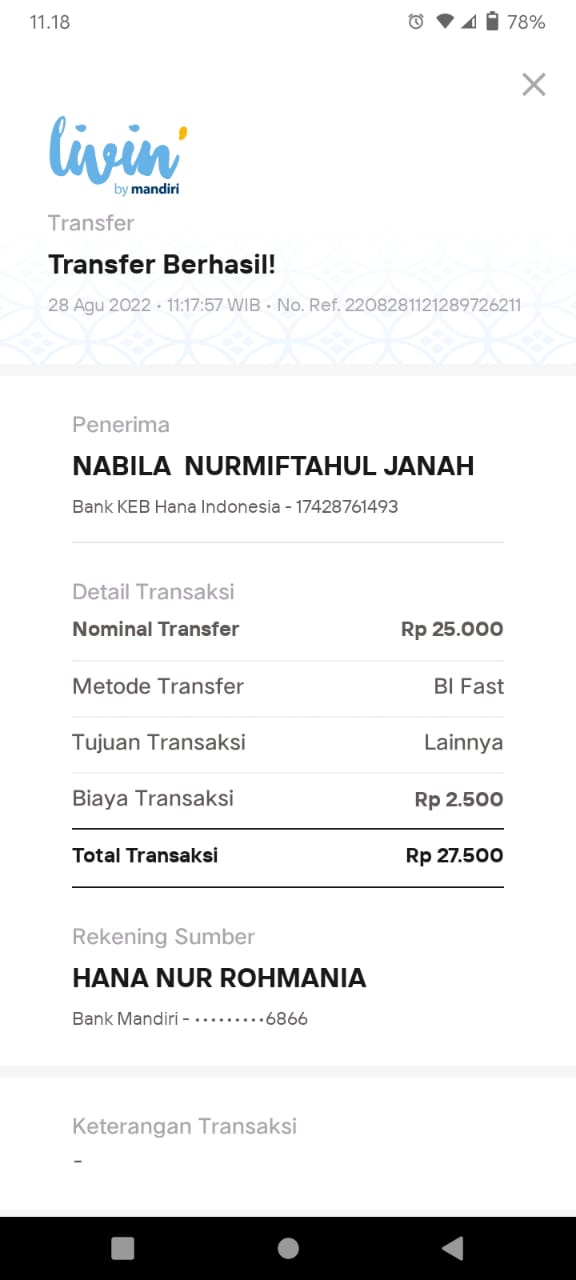 11.18
78%
livin'
by mandiri
Transfer
Transfer Berhasil!
28 Agu 2022 • 11:17:57 WIB • No. Ref. 2208281121289726211
Penerima
NABILA  NURMIFTAHUL JANAH
Bank KEB Hana Indonesia - 17428761493
Detail Transaksi
Nominal Transfer Rp 25.000
Metode Transfer BI Fast
Tujuan Transaksi Lainnya
Biaya Transaksi Rp 2.500
Total Transaksi Rp 27.500
Rekening Sumber
HANA NUR ROHMANIA
Bank Mandiri - •••••••••6866
Keterangan Transaksi
-